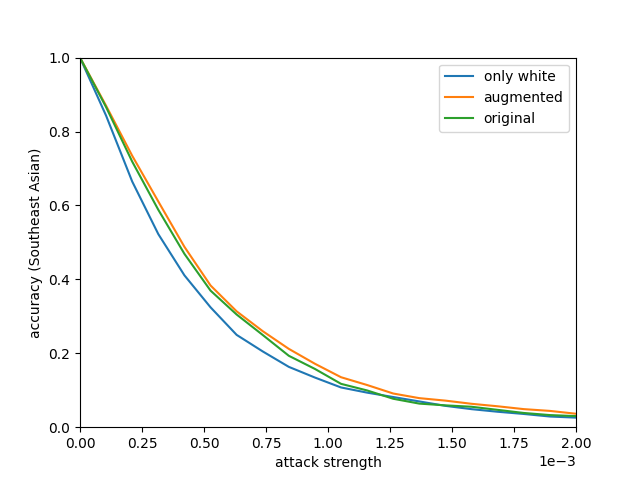 only white
augmented
original
1.0
0.8
0.6
0.4
0.2
0.0
accuracy (Southeast Asian)
0.00 0.25 0.50 0.75 1.00 1.25 1.50 1.75 2.00
attack strength
1e−3